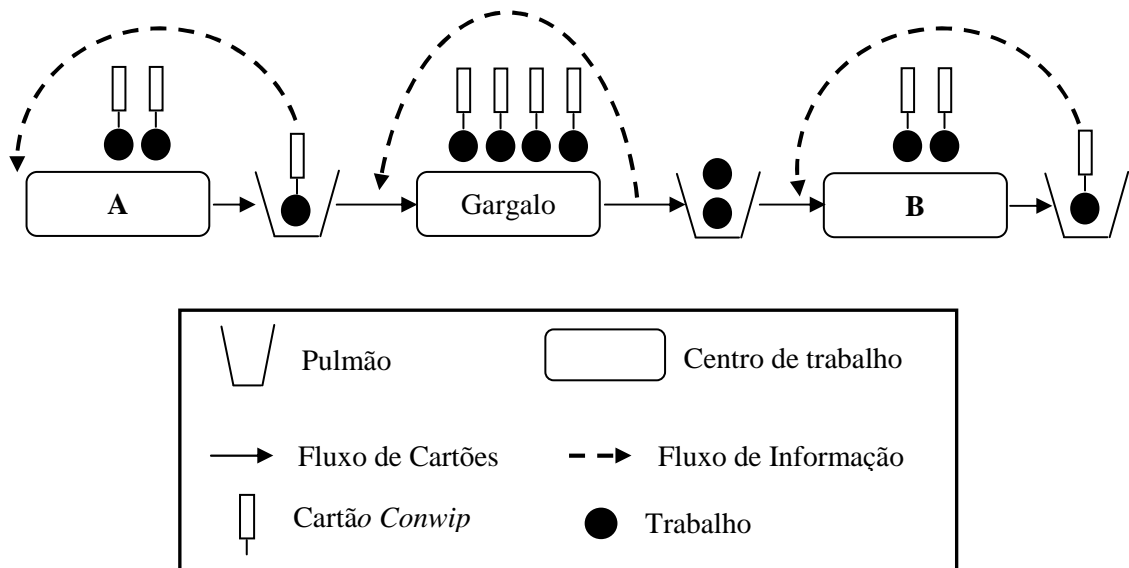 A
Gargalo
B
Pulmão
Centro de trabalho
Fluxo de Cartões
Fluxo de Informação
Cartão Conwip
Trabalho